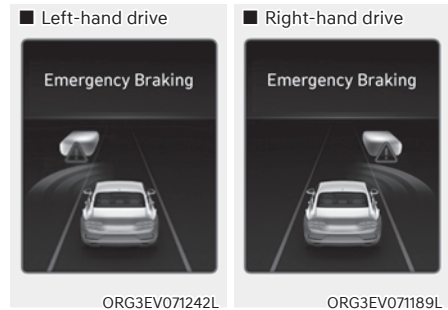 ■ Left-hand drive
Emergency Braking
ORG3EV071242L
■ Right-hand drive
Emergency Braking
ORG3EV071189L